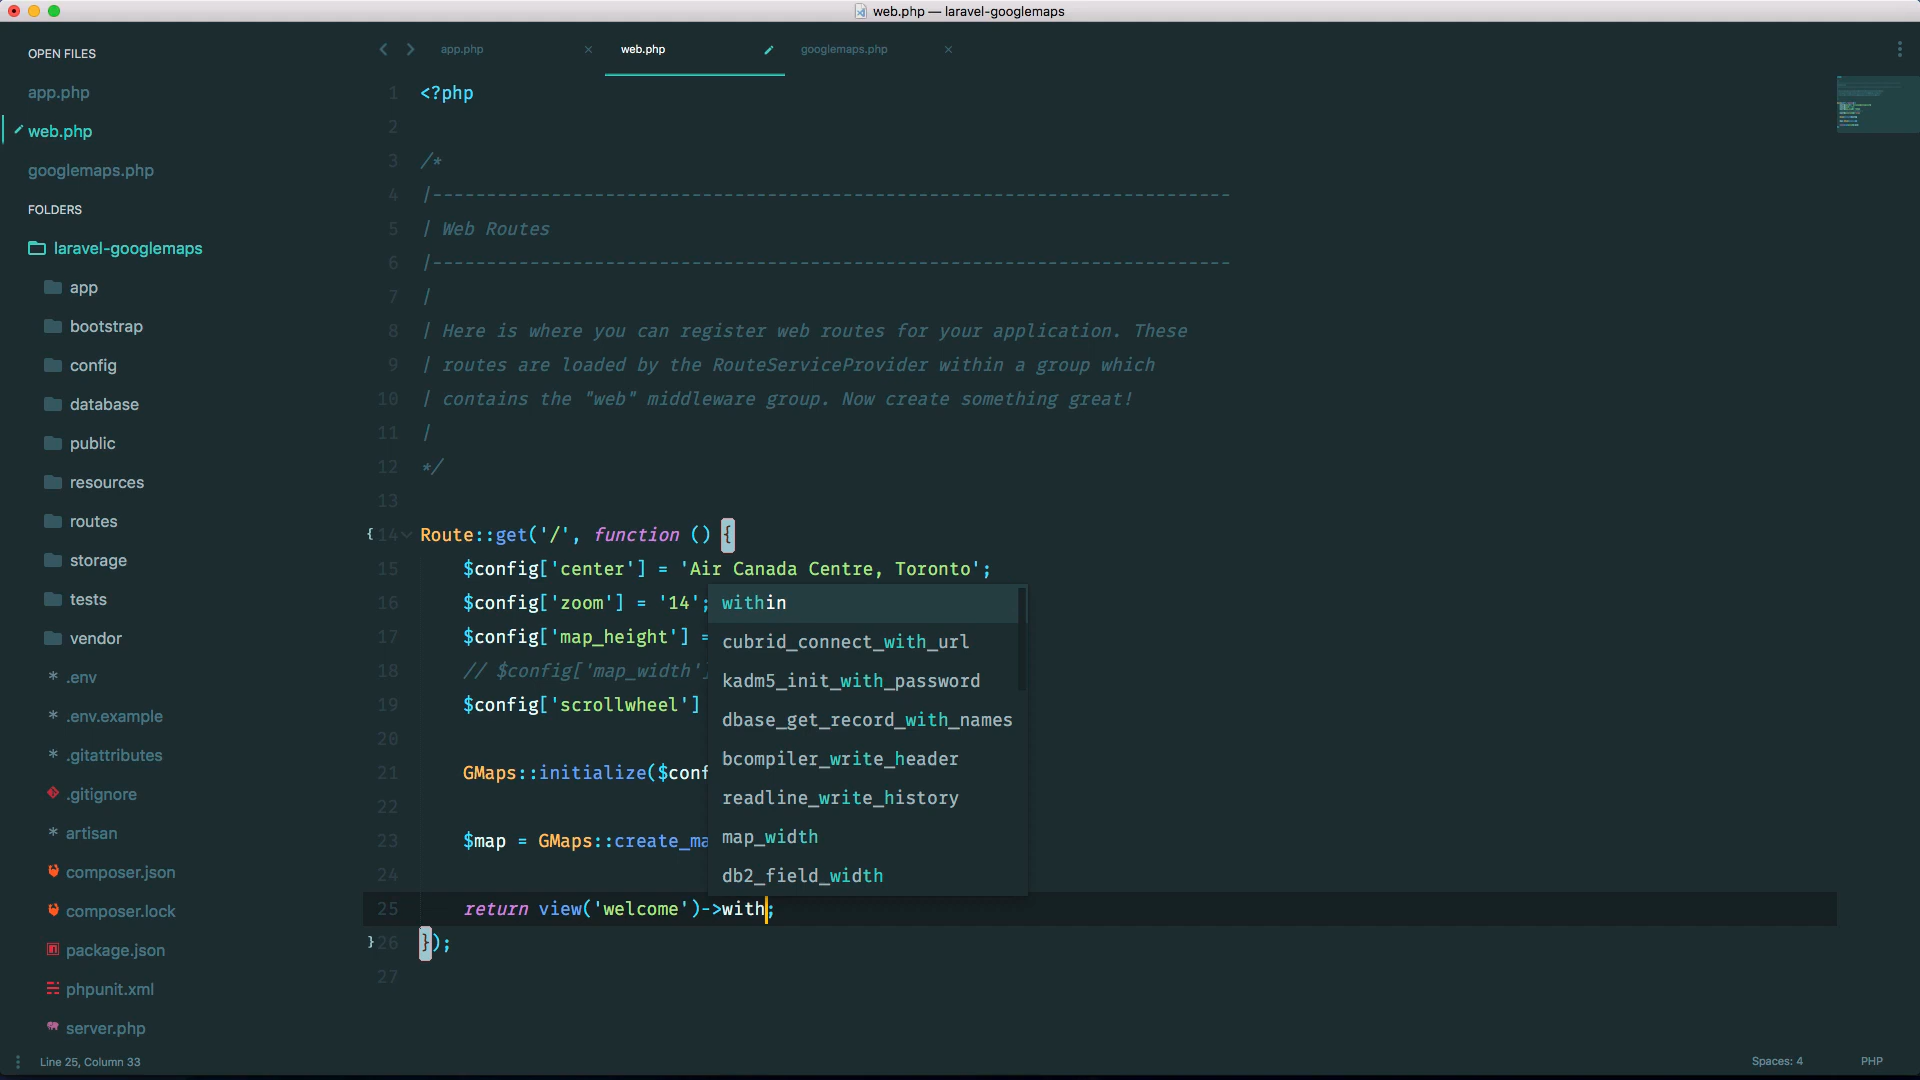 web.php — laravel-googlemaps
OPEN FILES
app.php
web.php
googlemaps.php
FOLDERS
laravel-googlemaps
app
bootstrap
config
database
public
resources
routes
storage
tests
vendor
* .env
* .env.example
* .gitattributes
.gitignore
* artisan
composer.json
composer.lock
package.json
phpunit.xml
server.php
app.php
web.php
googlemaps.php
1 <?php
2
3 /*
4 |--------------------------------------------------------------------------
5 | Web Routes
6 |--------------------------------------------------------------------------
7 |
8 | Here is where you can register web routes for your application. These
9 | routes are loaded by the RouteServiceProvider within a group which
10 | contains the "web" middleware group. Now create something great!
11 |
12 */
13
{ 14 Route::get('/', function () {
15 $config['center'] = 'Air Canada Centre, Toronto';
16 $config['zoom'] = '14';
17 $config['map_height'] =
18 // $config['map_width']
19 $config['scrollwheel']
20
21 GMaps::initialize($conf
22
23 $map = GMaps::create_ma
24
25 return view('welcome')->with;
} 26 });
27
within
cubrid_connect_with_url
kadm5_init_with_password
dbase_get_record_with_names
bcompiler_write_header
readline_write_history
map_width
db2_field_width
Line 25, Column 33
Spaces: 4
PHP